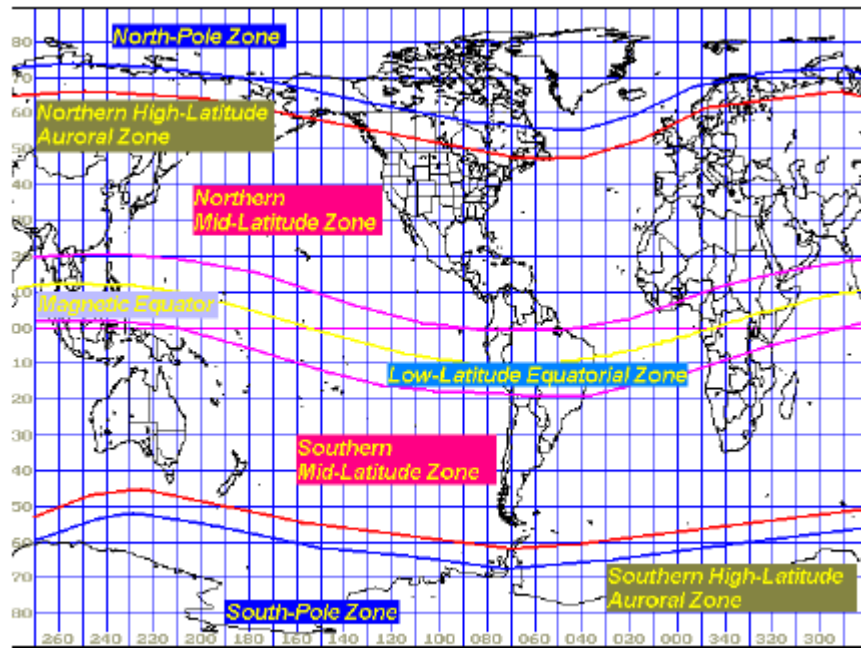 North-Pole Zone
80
70
Northern High-Latitude
Auroral Zone
60
50
40
Northern
Mid-Latitude Zone
30
20
10
Magnetic Equator
00
10
Low-Latitude Equatorial Zone
20
30
Southern
Mid-Latitude Zone
40
50
60
70
Southern High-Latitude
Auroral Zone
South-Pole Zone
80
260 240 220 200 180 160 140 120 100 080 060 040 020 000 340 320 300